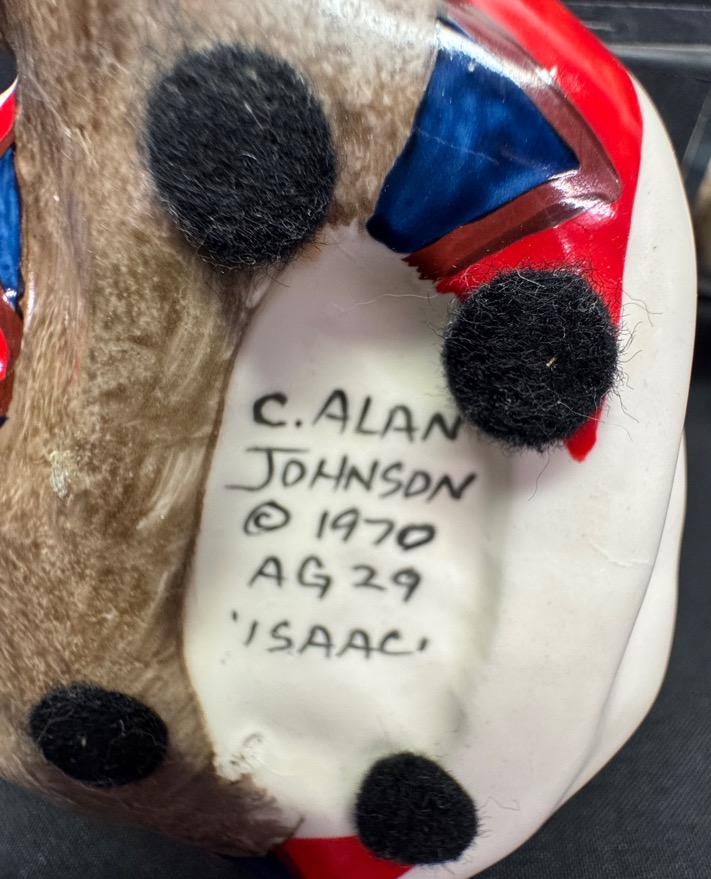 C. ALAN
JOHNSON
© 1970
AG 29
'ISAAC'